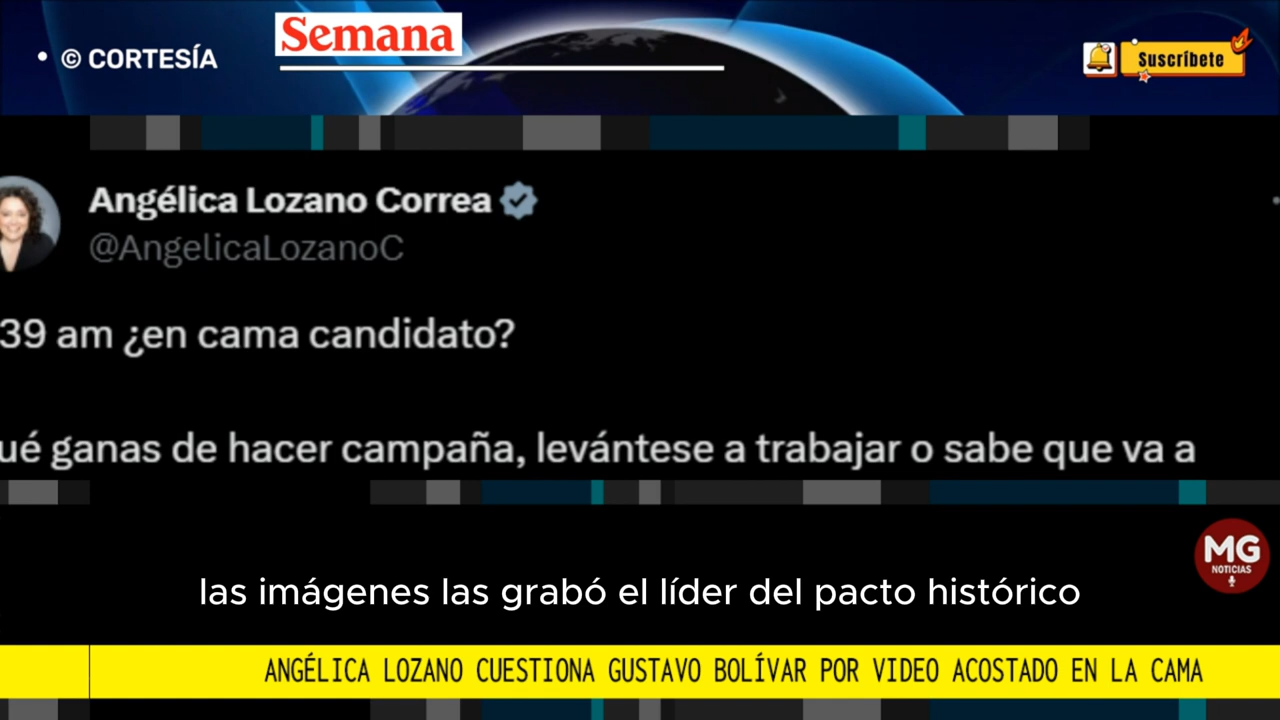 © CORTESÍA
Semana
Suscríbete
Angélica Lozano Correa
@AngelicaLozanoC
39 am ¿en cama candidato?
ué ganas de hacer campaña, levántese a trabajar o sabe que va a
MG
NOTICIAS
las imágenes las grabó el líder del pacto histórico
ANGÉLICA LOZANO CUESTIONA GUSTAVO BOLÍVAR POR VIDEO ACOSTADO EN LA CAMA